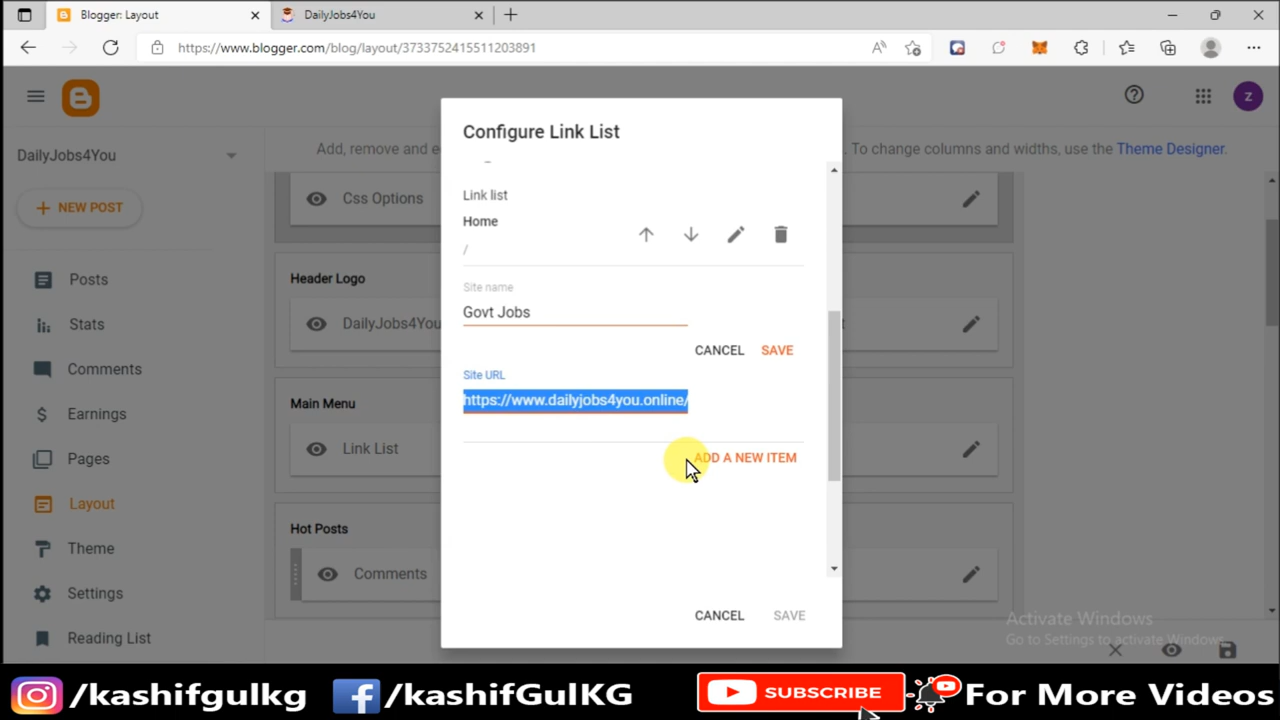 Blogger: Layout
DailyJobs4You
https://www.blogger.com/blog/layout/3733752415511203891
DailyJobs4You
Add, remove and e
. To change columns and widths, use the Theme Designer.
NEW POST
Posts
Stats
Comments
Earnings
Pages
Layout
Theme
Settings
Reading List
Css Options
Header Logo
DailyJobs4You
Main Menu
Link List
Hot Posts
Comments
Configure Link List
Link list
Home
/
Site name
Govt Jobs
CANCEL SAVE
Site URL
https://www.dailyjobs4you.online/
ADD A NEW ITEM
CANCEL SAVE
Z
Activate Windows
Go to Settings to activate Windows.
/kashifgulkg
/kashifGulKG
SUBSCRIBE
For More Videos